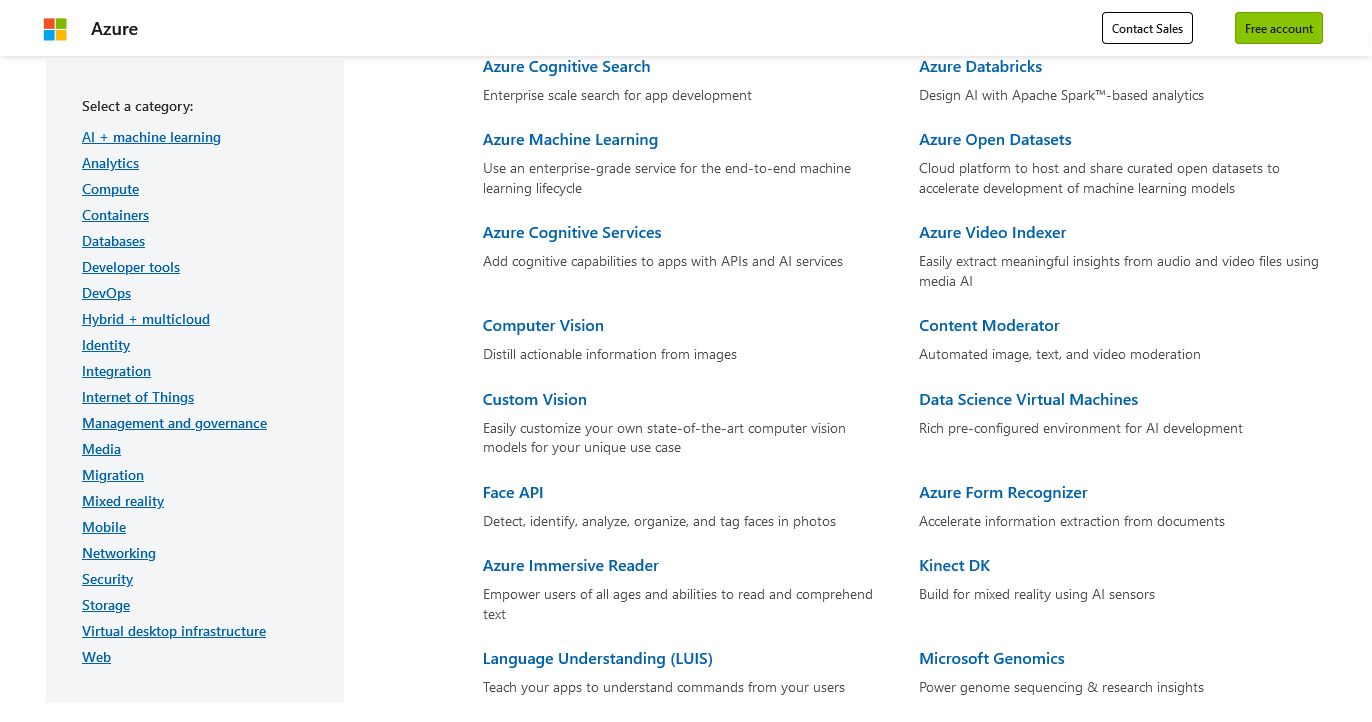 Azure
Contact Sales
Free account
Select a category:
AI + machine learning
Analytics
Compute
Containers
Databases
Developer tools
DevOps
Hybrid + multicloud
Identity
Integration
Internet of Things
Management and governance
Media
Migration
Mixed reality
Mobile
Networking
Security
Storage
Virtual desktop infrastructure
Web
Azure Cognitive Search
Enterprise scale search for app development
Azure Databricks
Design AI with Apache Spark™-based analytics
Azure Machine Learning
Use an enterprise-grade service for the end-to-end machine
learning lifecycle
Azure Open Datasets
Cloud platform to host and share curated open datasets to
accelerate development of machine learning models
Azure Cognitive Services
Add cognitive capabilities to apps with APIs and AI services
Azure Video Indexer
Easily extract meaningful insights from audio and video files using
media AI
Computer Vision
Distill actionable information from images
Content Moderator
Automated image, text, and video moderation
Custom Vision
Easily customize your own state-of-the-art computer vision
models for your unique use case
Data Science Virtual Machines
Rich pre-configured environment for AI development
Face API
Detect, identify, analyze, organize, and tag faces in photos
Azure Form Recognizer
Accelerate information extraction from documents
Azure Immersive Reader
Empower users of all ages and abilities to read and comprehend
text
Kinect DK
Build for mixed reality using AI sensors
Language Understanding (LUIS)
Teach your apps to understand commands from your users
Microsoft Genomics
Power genome sequencing & research insights